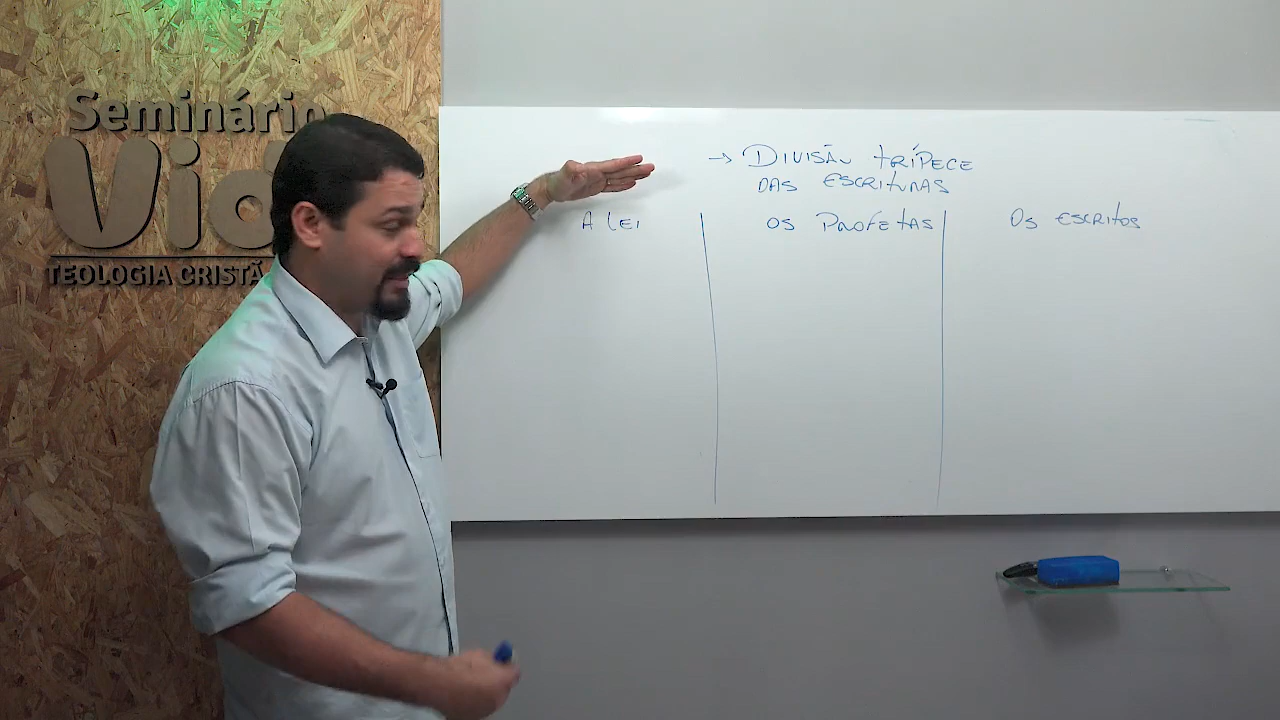 Seminário
Vid
TEOLOGIA CRISTÃ
→ DIVISÃO TRÍPECE
DAS ESCRITURAS
A LEI
OS PROFETAS
OS ESCRITOS